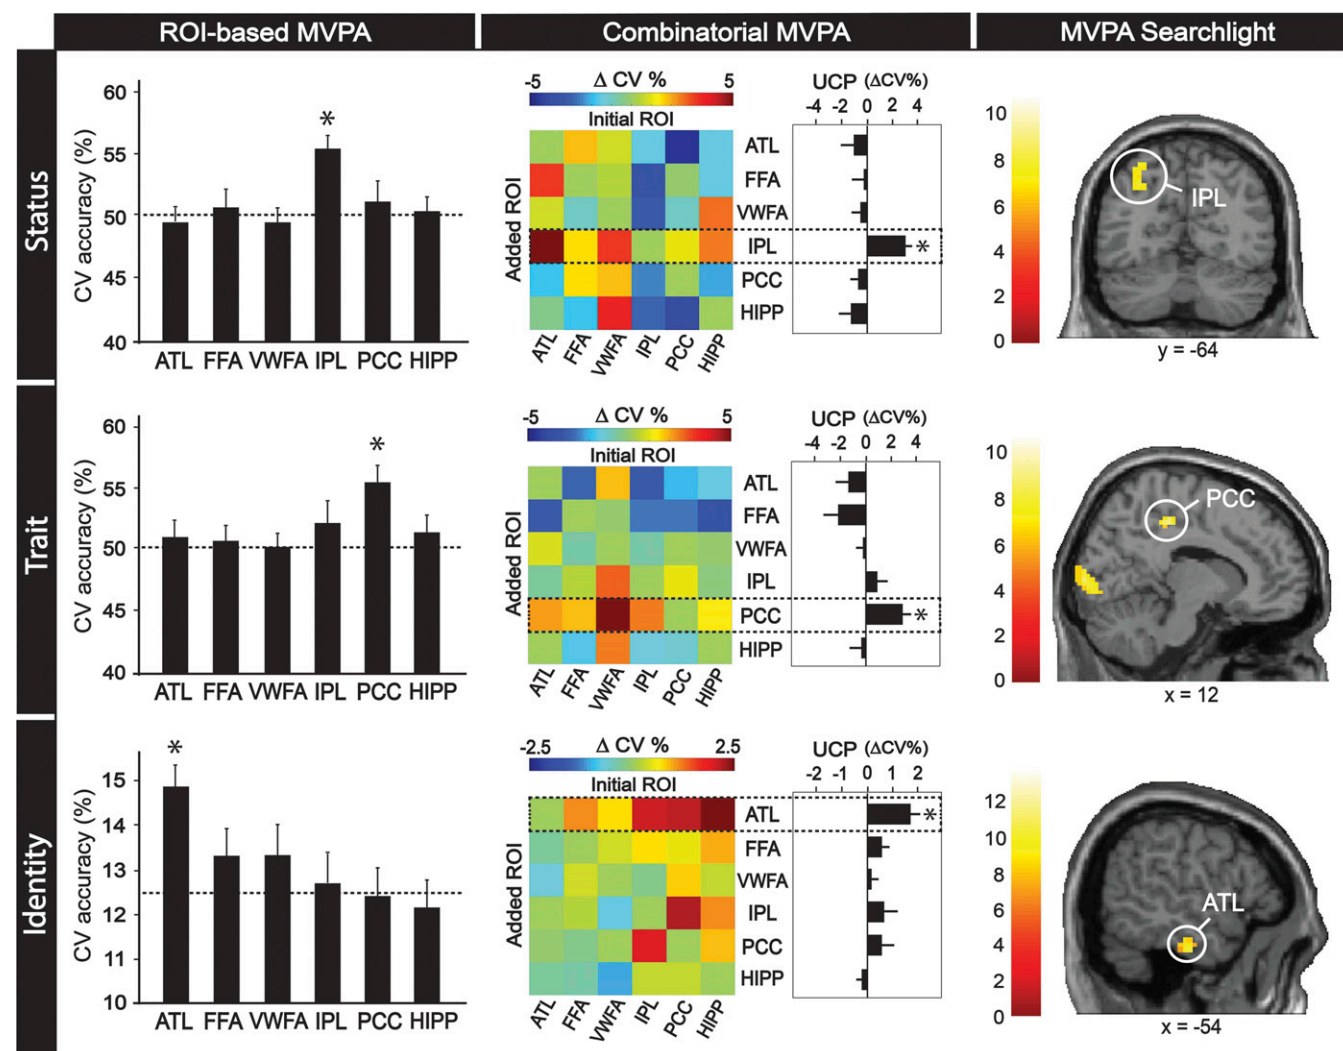 ROI-based MVPA
Combinatorial MVPA
MVPA Searchlight
Status
CV accuracy (%)
60
55
50
45
40
ATL FFA VWFA IPL PCC HIPP
-5 Δ CV % 5
Initial ROI
Added ROI
ATL
FFA
VWFA
IPL
PCC
HIPP
ATL FFA VWFA IPL PCC HIPP
UCP (ΔCV%)
-4 -2 0 2 4
*
*
10
8
6
4
2
0
IPL
y = -64
Trait
CV accuracy (%)
60
55
50
45
40
*
ATL FFA VWFA IPL PCC HIPP
-5 Δ CV % 5
Initial ROI
Added ROI
ATL
FFA
VWFA
IPL
PCC
HIPP
ATL FFA VWFA IPL PCC HIPP
UCP (ΔCV%)
-4 -2 0 2 4
*
10
8
6
4
2
0
PCC
x = 12
Identity
CV accuracy (%)
15
14
13
12
11
10
*
ATL FFA VWFA IPL PCC HIPP
-2.5 Δ CV % 2.5
Initial ROI
Added ROI
ATL
FFA
VWFA
IPL
PCC
HIPP
ATL FFA VWFA IPL PCC HIPP
UCP (ΔCV%)
-2 -1 0 1 2
*
12
10
8
6
4
2
0
ATL
x = -54